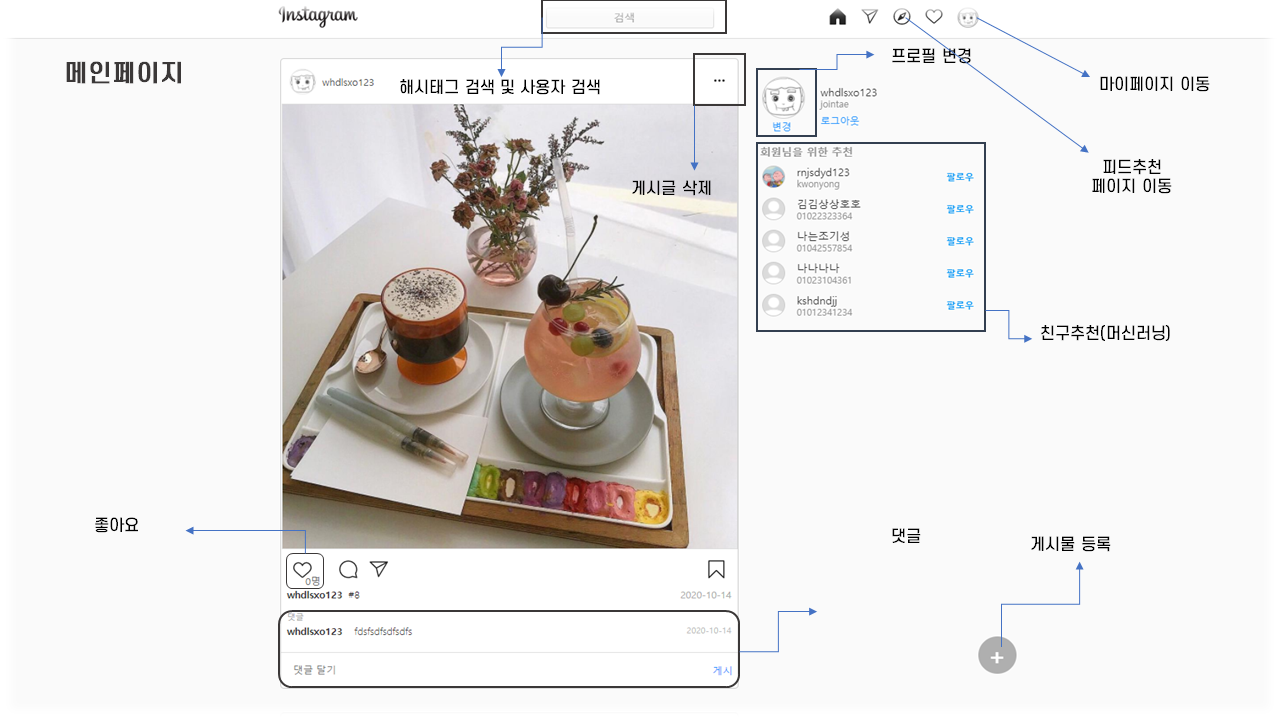 Instagram
검색
메인페이지
whdlsxo123
해시태그 검색 및 사용자 검색
...
프로필 변경
마이페이지 이동
whdlsxo123
jointae
변경
로그아웃
피드추천
페이지 이동
게시글 삭제
회원님을 위한 추천
rnjsdyd123
kwonyong
팔로우
김김상상호호
01022323364
팔로우
나는조기성
01042557854
팔로우
나나나나
01023104361
팔로우
kshdndjj
01012341234
팔로우
친구추천(머신러닝)
좋아요
0명
whdlsxo123 #8 2020-10-14
댓글
whdlsxo123 fdsfsdfsdfsdfs 2020-10-14
댓글 달기 게시
댓글
게시물 등록
+